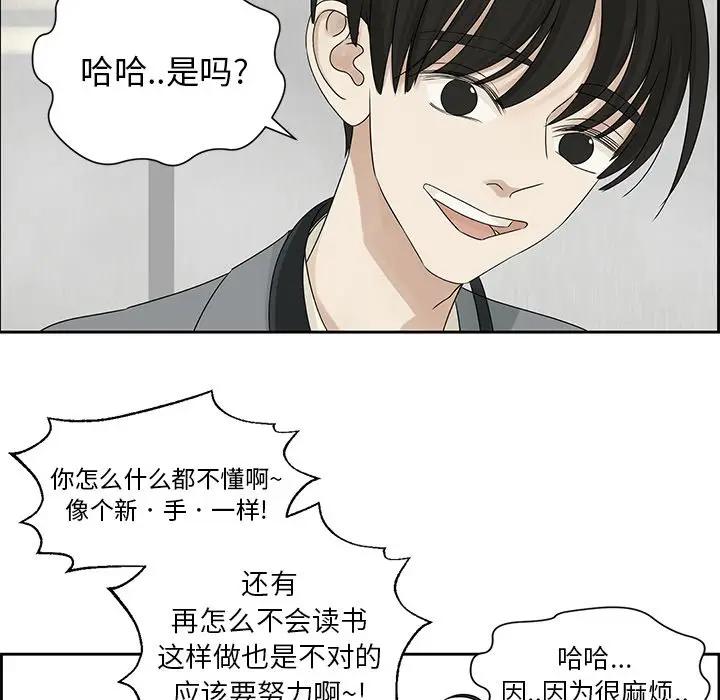 哈哈..是吗?
你怎么什么都不懂啊~
像个新·手·一样!
还有
再怎么不会读书
这样做也是不对的
应该要努力啊~!
哈哈...
因..因为很麻烦..